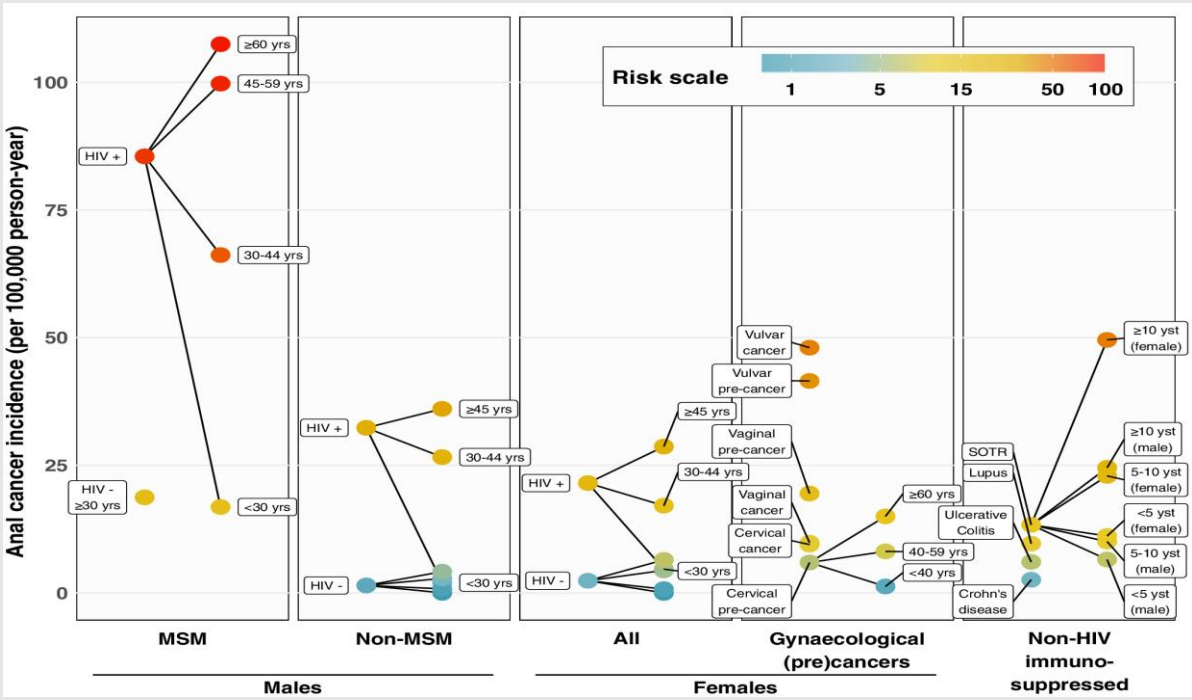 Anal cancer incidence (per 100,000 person-year)
100
75
50
25
0
Risk scale
1 5 15 50 100
HIV +
≥60 yrs
45-59 yrs
30-44 yrs
<30 yrs
HIV -
≥30 yrs
HIV +
≥45 yrs
30-44 yrs
HIV -
<30 yrs
HIV +
≥45 yrs
30-44 yrs
HIV -
<30 yrs
Vulvar
cancer
Vulvar
pre-cancer
Vaginal
pre-cancer
Vaginal
cancer
Cervical
cancer
Cervical
pre-cancer
≥60 yrs
40-59 yrs
<40 yrs
SOTR
Lupus
Ulcerative
Colitis
Crohn's
disease
≥10 yst
(female)
≥10 yst
(male)
5-10 yst
(female)
<5 yst
(female)
5-10 yst
(male)
<5 yst
(male)
MSM
Non-MSM
All
Gynaecological
(pre)cancers
Non-HIV
immuno-
suppressed
Males
Females